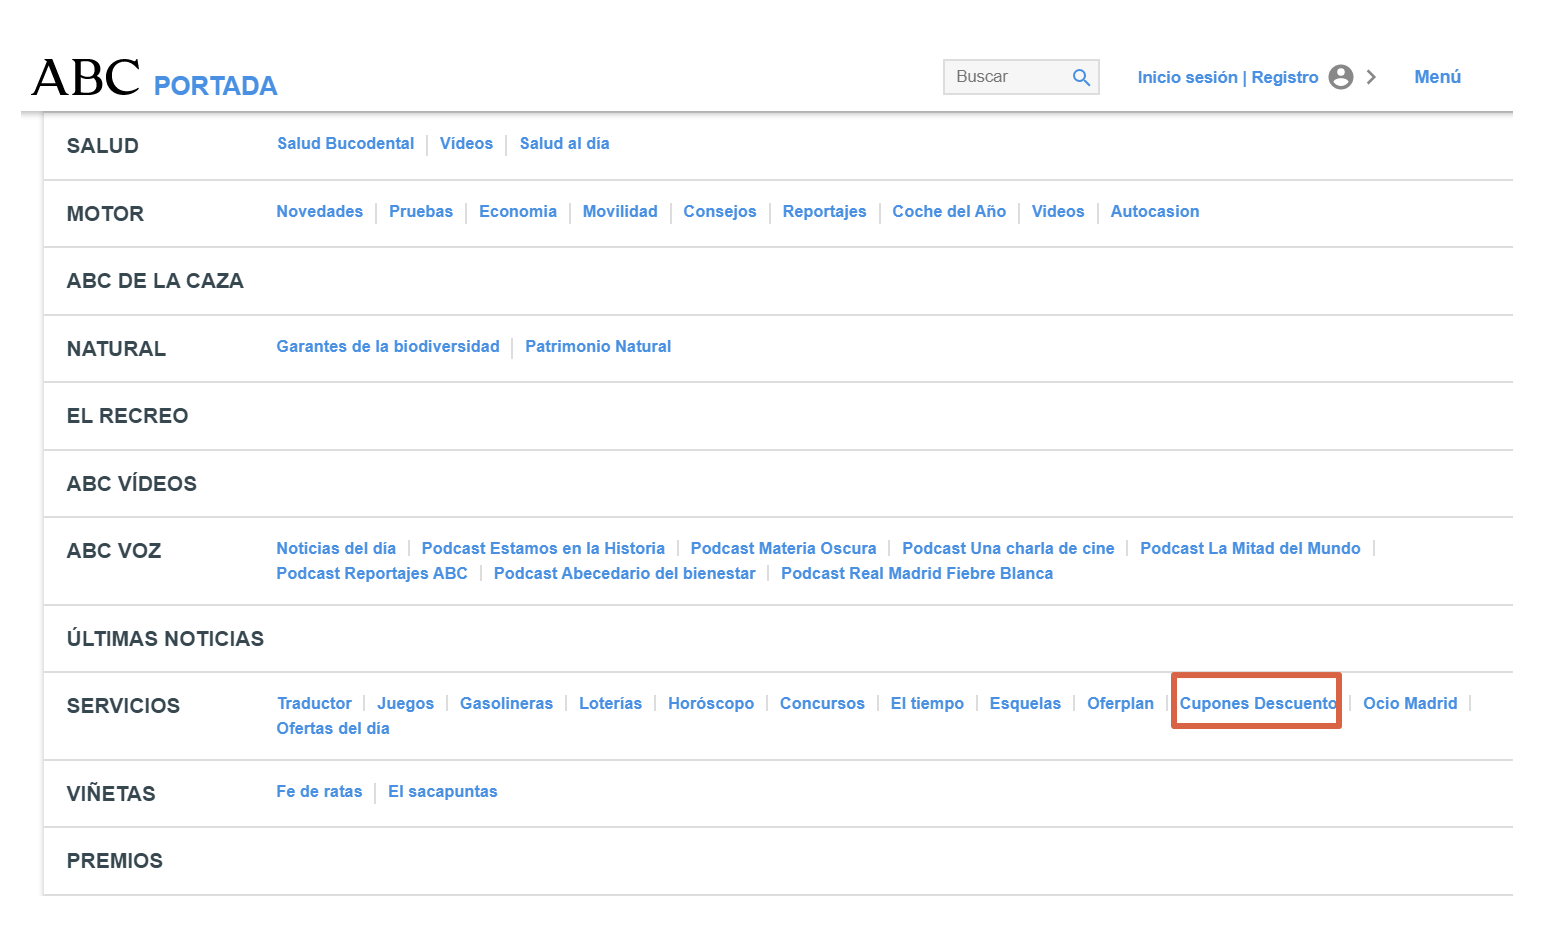 ABC PORTADA Buscar Inicio sesión | Registro Menú
SALUD Salud Bucodental Vídeos Salud al día
MOTOR Novedades Pruebas Economia Movilidad Consejos Reportajes Coche del Año Videos Autocasion
ABC DE LA CAZA
NATURAL Garantes de la biodiversidad Patrimonio Natural
EL RECREO
ABC VÍDEOS
ABC VOZ Noticias del día Podcast Estamos en la Historia Podcast Materia Oscura Podcast Una charla de cine Podcast La Mitad del Mundo
Podcast Reportajes ABC Podcast Abecedario del bienestar Podcast Real Madrid Fiebre Blanca
ÚLTIMAS NOTICIAS
SERVICIOS Traductor Juegos Gasolineras Loterías Horóscopo Concursos El tiempo Esquelas Oferplan Cupones Descuento Ocio Madrid
Ofertas del día
VIÑETAS Fe de ratas El sacapuntas
PREMIOS